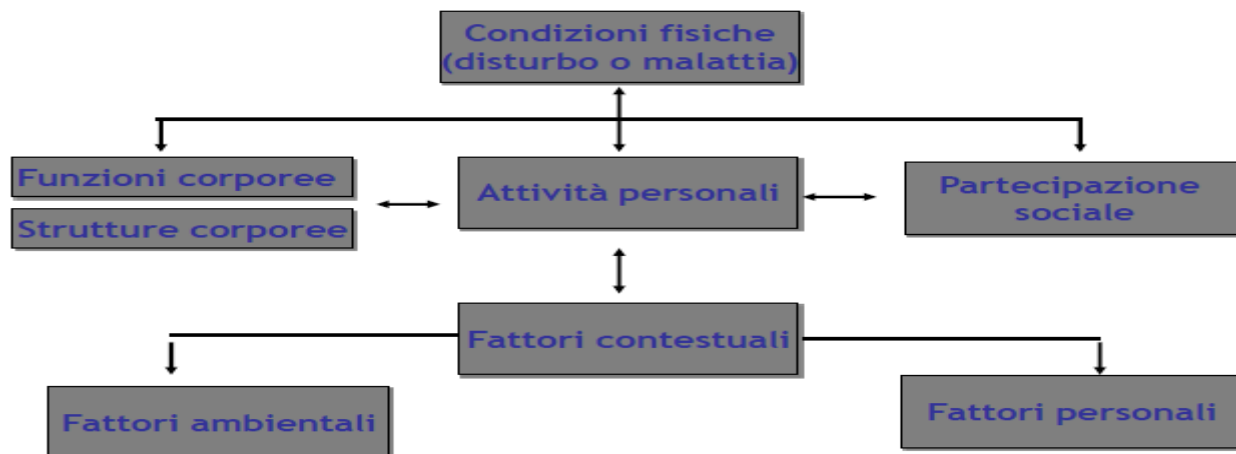 Condizioni fisiche
(disturbo o malattia)
Funzioni corporee
Strutture corporee
Attività personali
Partecipazione
sociale
Fattori contestuali
Fattori ambientali
Fattori personali